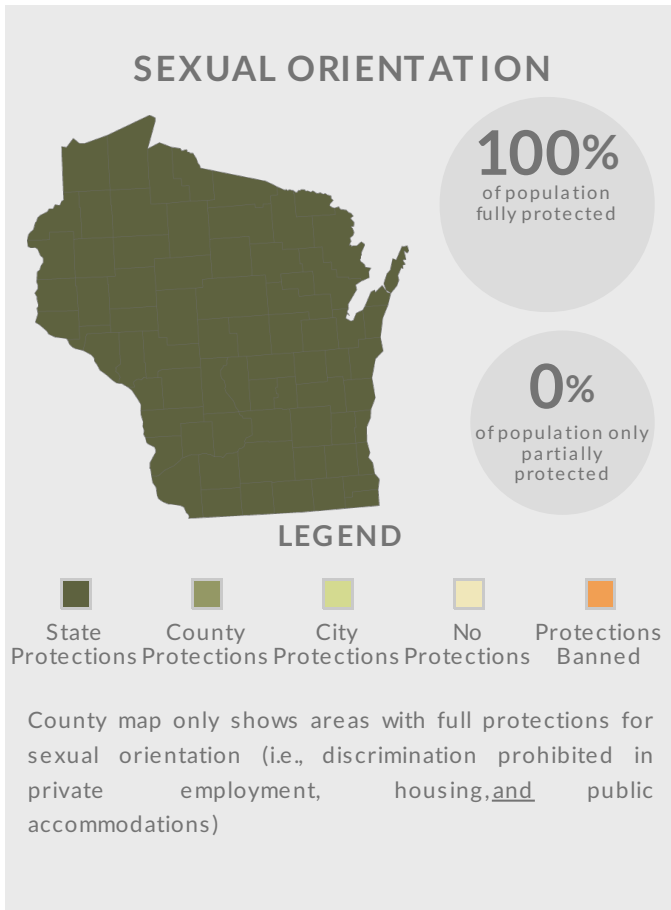 SEXUAL ORIENTATION
100%
of population
fully protected
0%
of population only
partially
protected
LEGEND
State
Protections
County
Protections
City
Protections
No
Protections
Protections
Banned
County map only shows areas with full protections for
sexual orientation (i.e., discrimination prohibited in
private employment, housing, and public
accommodations)